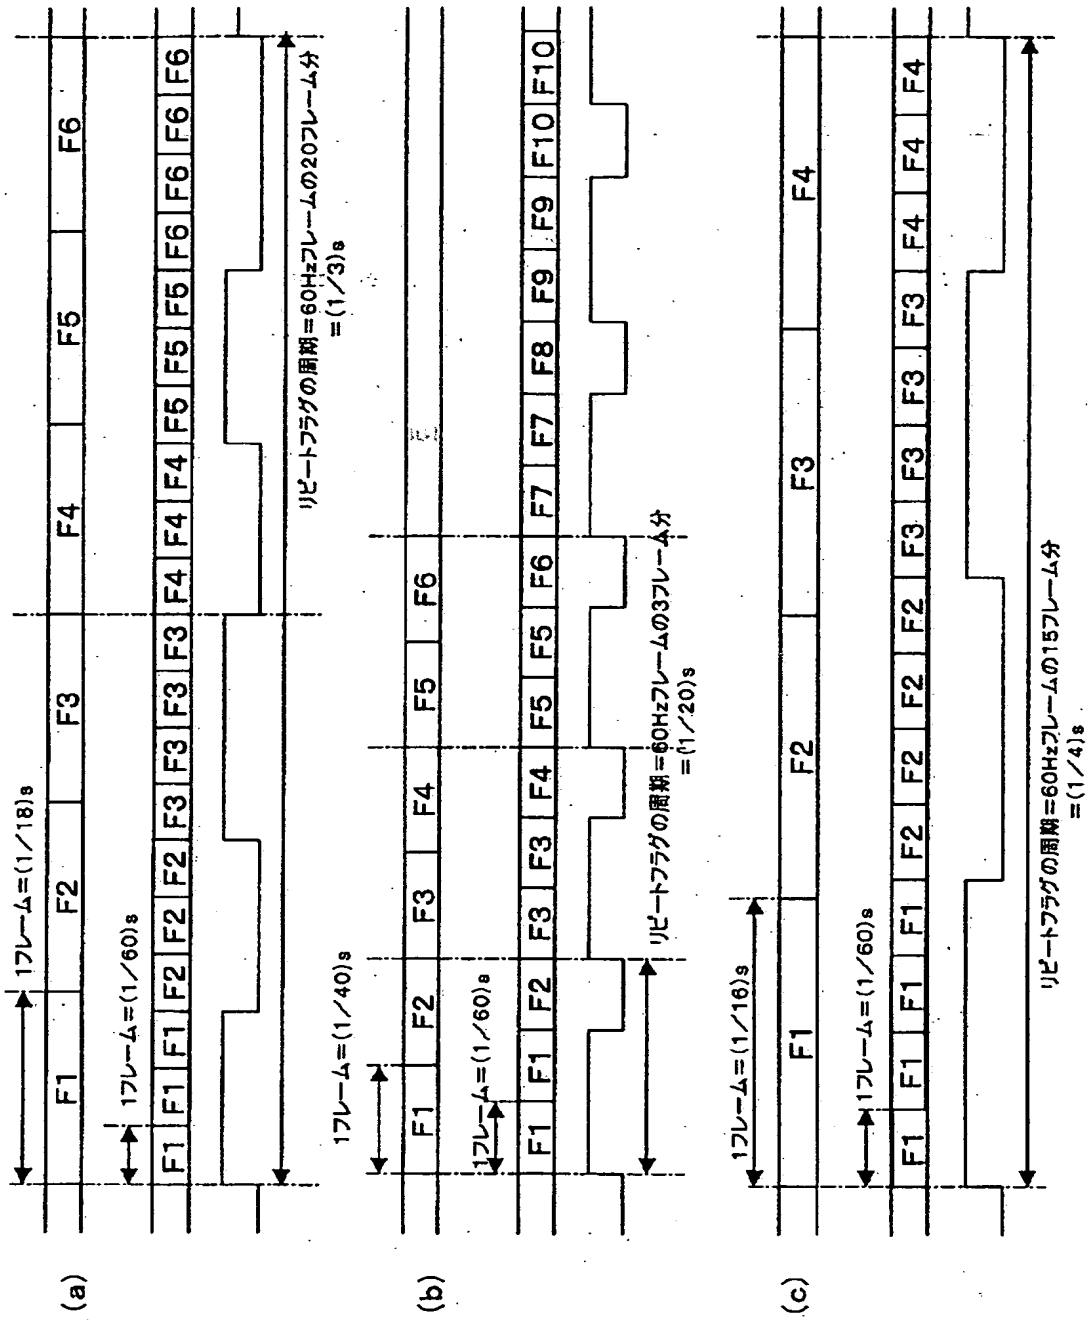 (a)
1フレーム=(1/18)s
F1 F2 F3 F4 F5 F6
1フレーム=(1/60)s
F1 F1 F1 F2 F2 F2 F3 F3 F3 F3 F4 F4 F4 F5 F5 F5 F6 F6 F6 F6
リピートフラグの周期=60Hzフレームの20フレーム分
=(1/3)s
(b)
1フレーム=(1/40)s
F1 F2 F3 F4 F5 F6
1フレーム=(1/60)s
F1 F1 F2 F3 F3 F4 F5 F5 F6 F7 F7 F8 F9 F9 F10 F10
リピートフラグの周期=60Hzフレームの3フレーム分
=(1/20)s
(c)
1フレーム=(1/16)s
F1 F2 F3 F4
1フレーム=(1/60)s
F1 F1 F1 F1 F2 F2 F2 F2 F3 F3 F3 F3 F4 F4 F4
リピートフラグの周期=60Hzフレームの15フレーム分
=(1/4)s